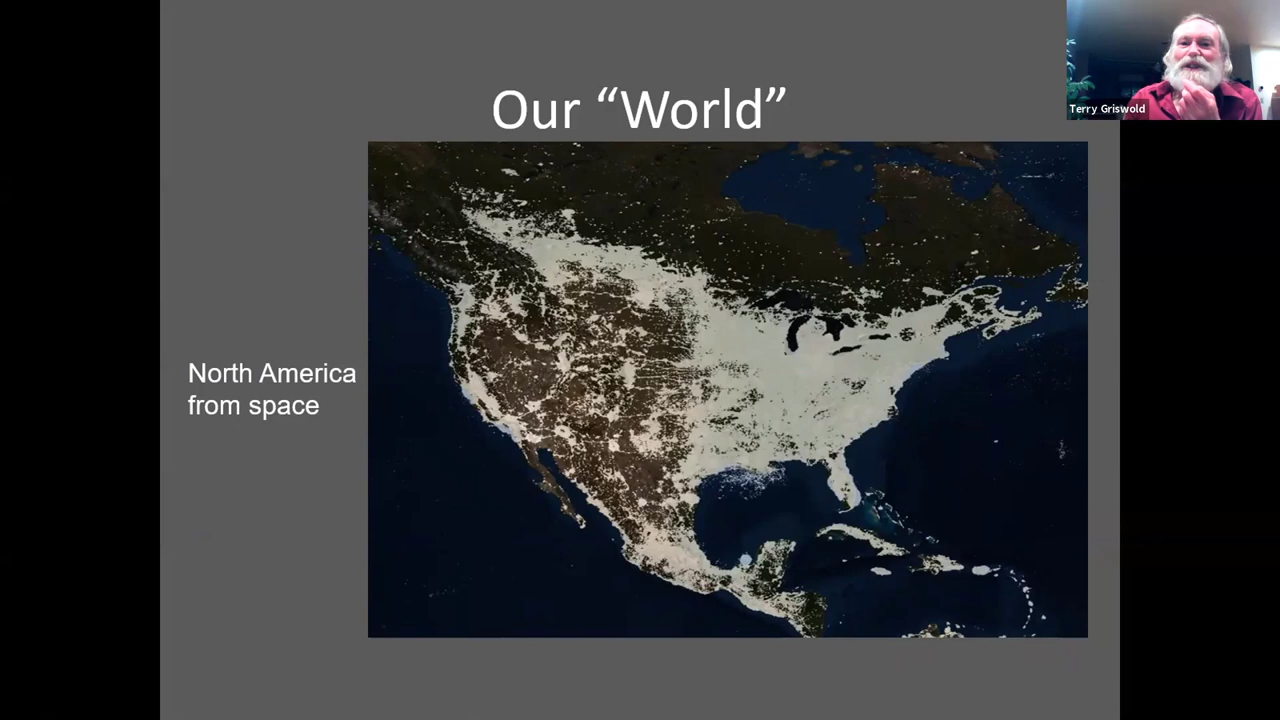 Our “World”
Terry Griswold
North America
from space